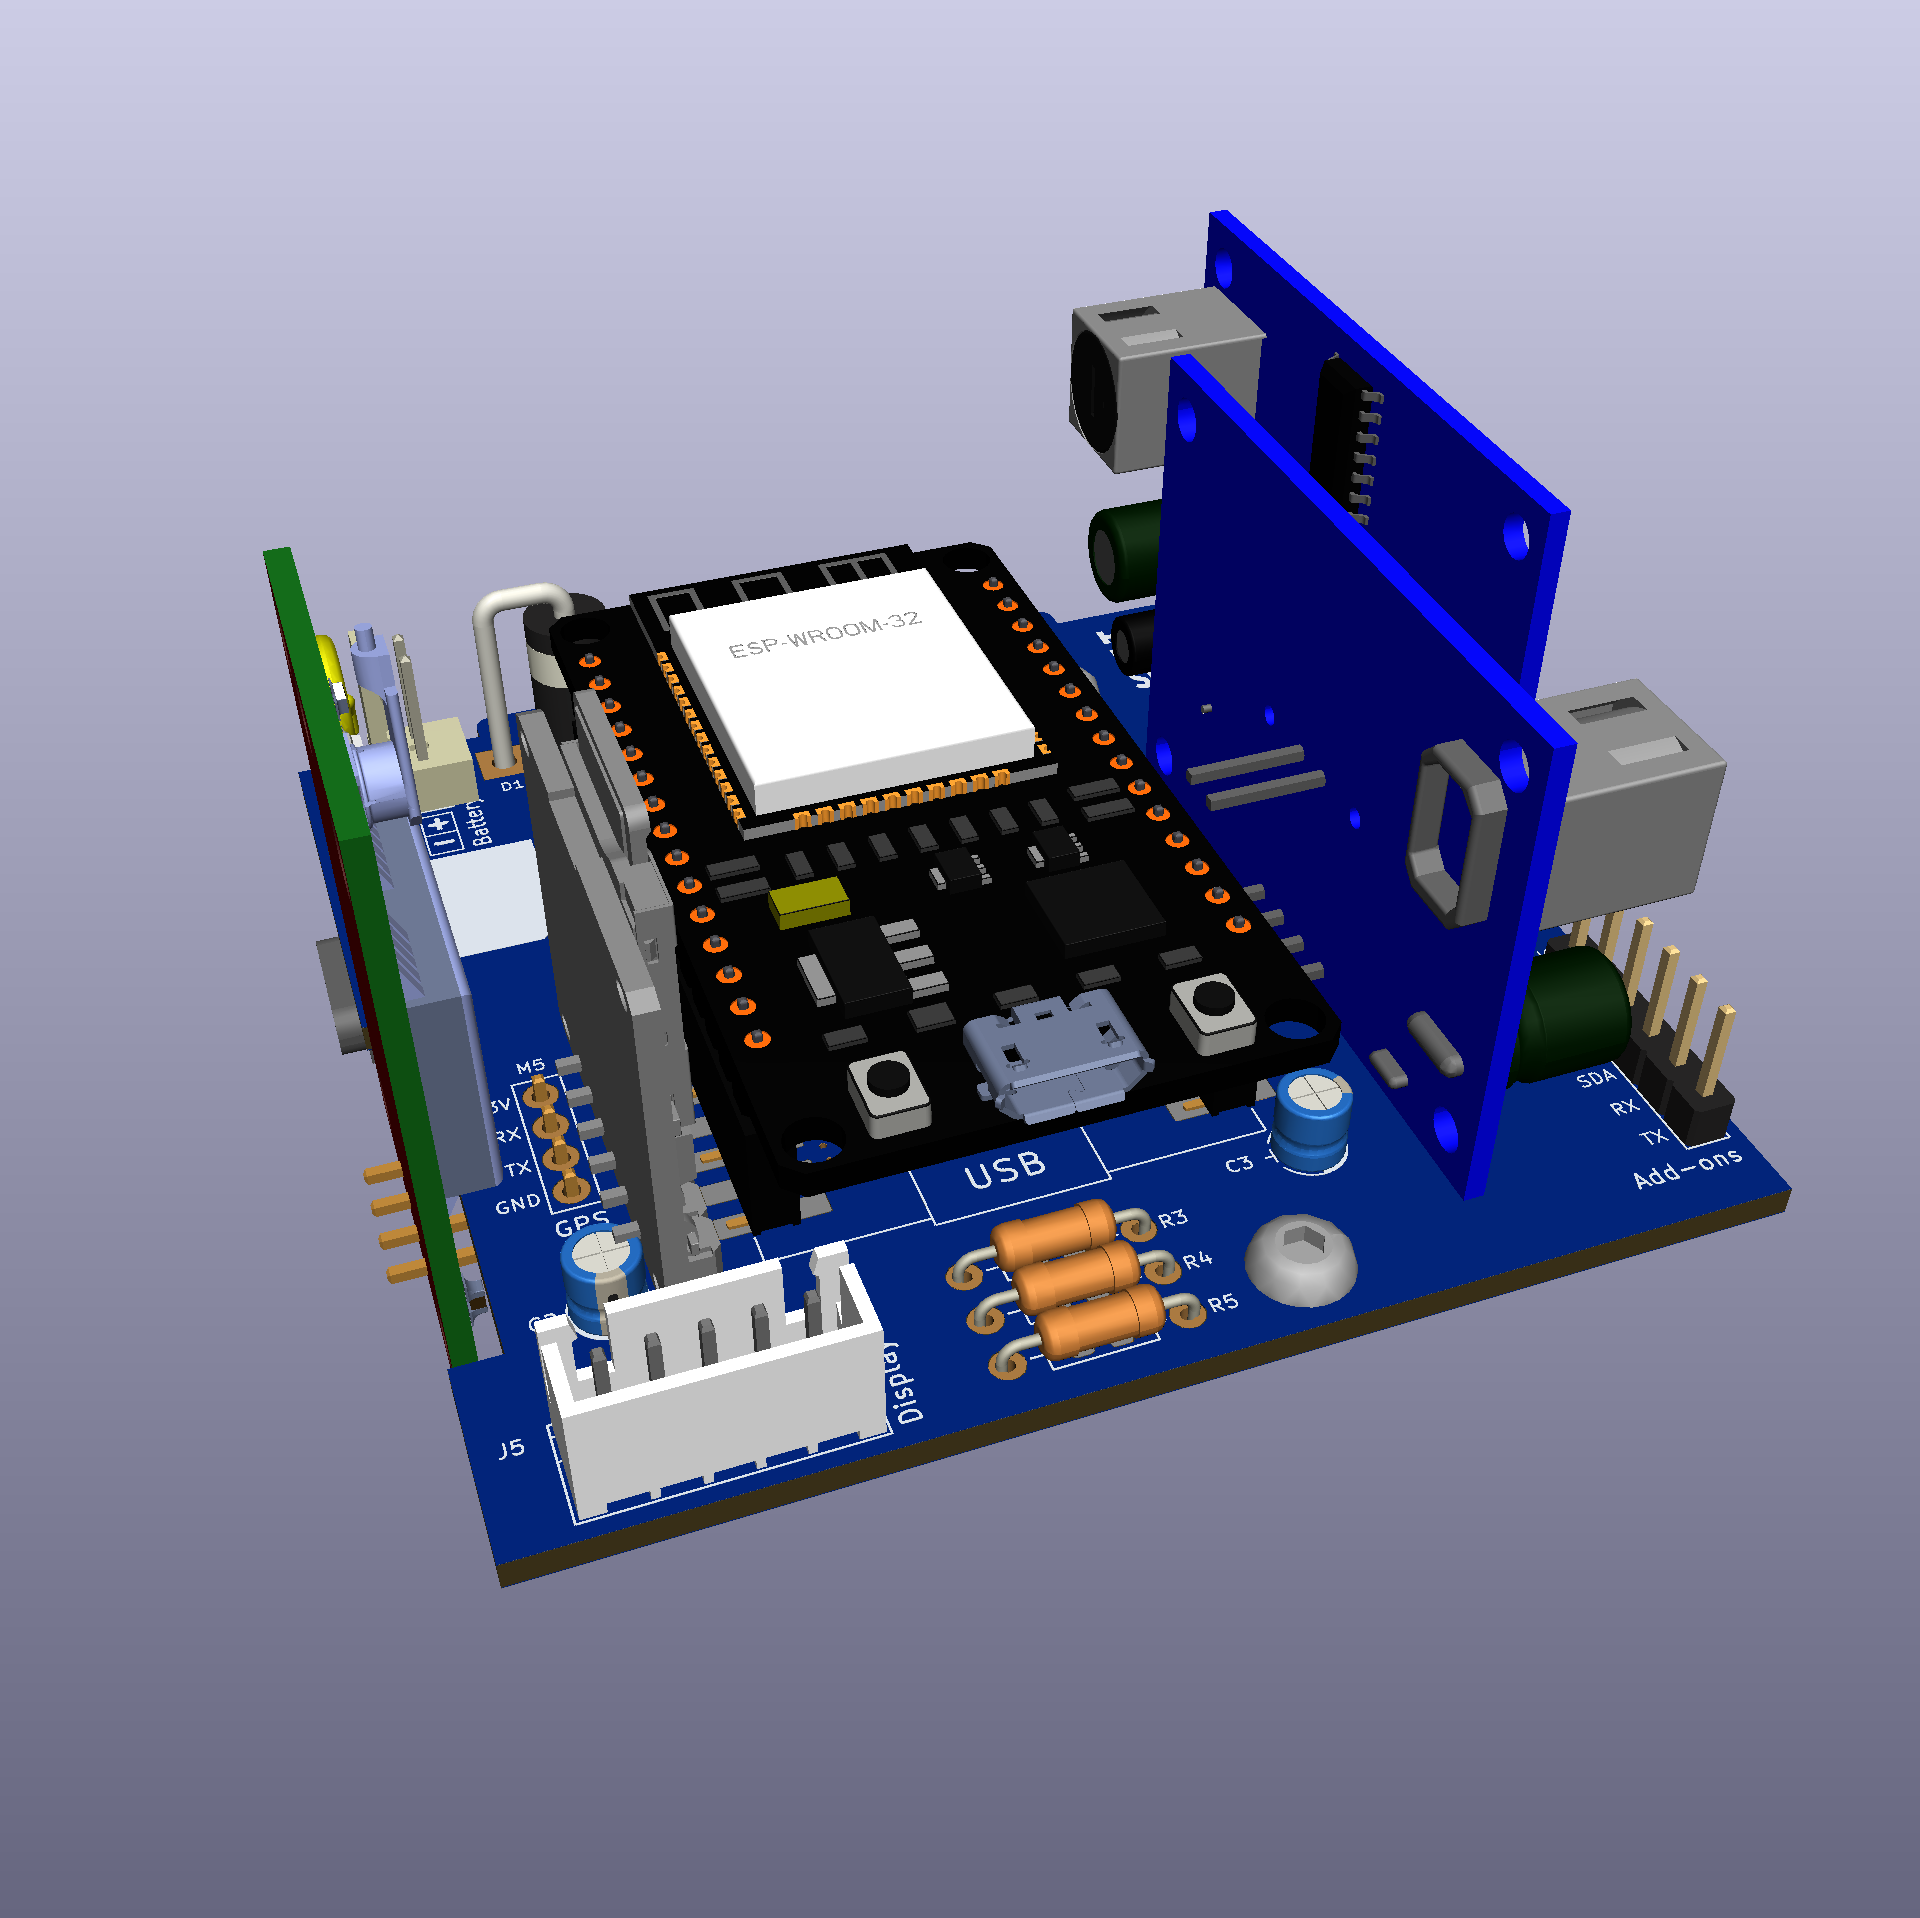 ESP-WROOM-32
D1
+
−
Battery
M5
3V
RX
TX
GND
GPS
USB
C3
R3
R4
R5
SDA
RX
TX
Add-ons
Display
J5